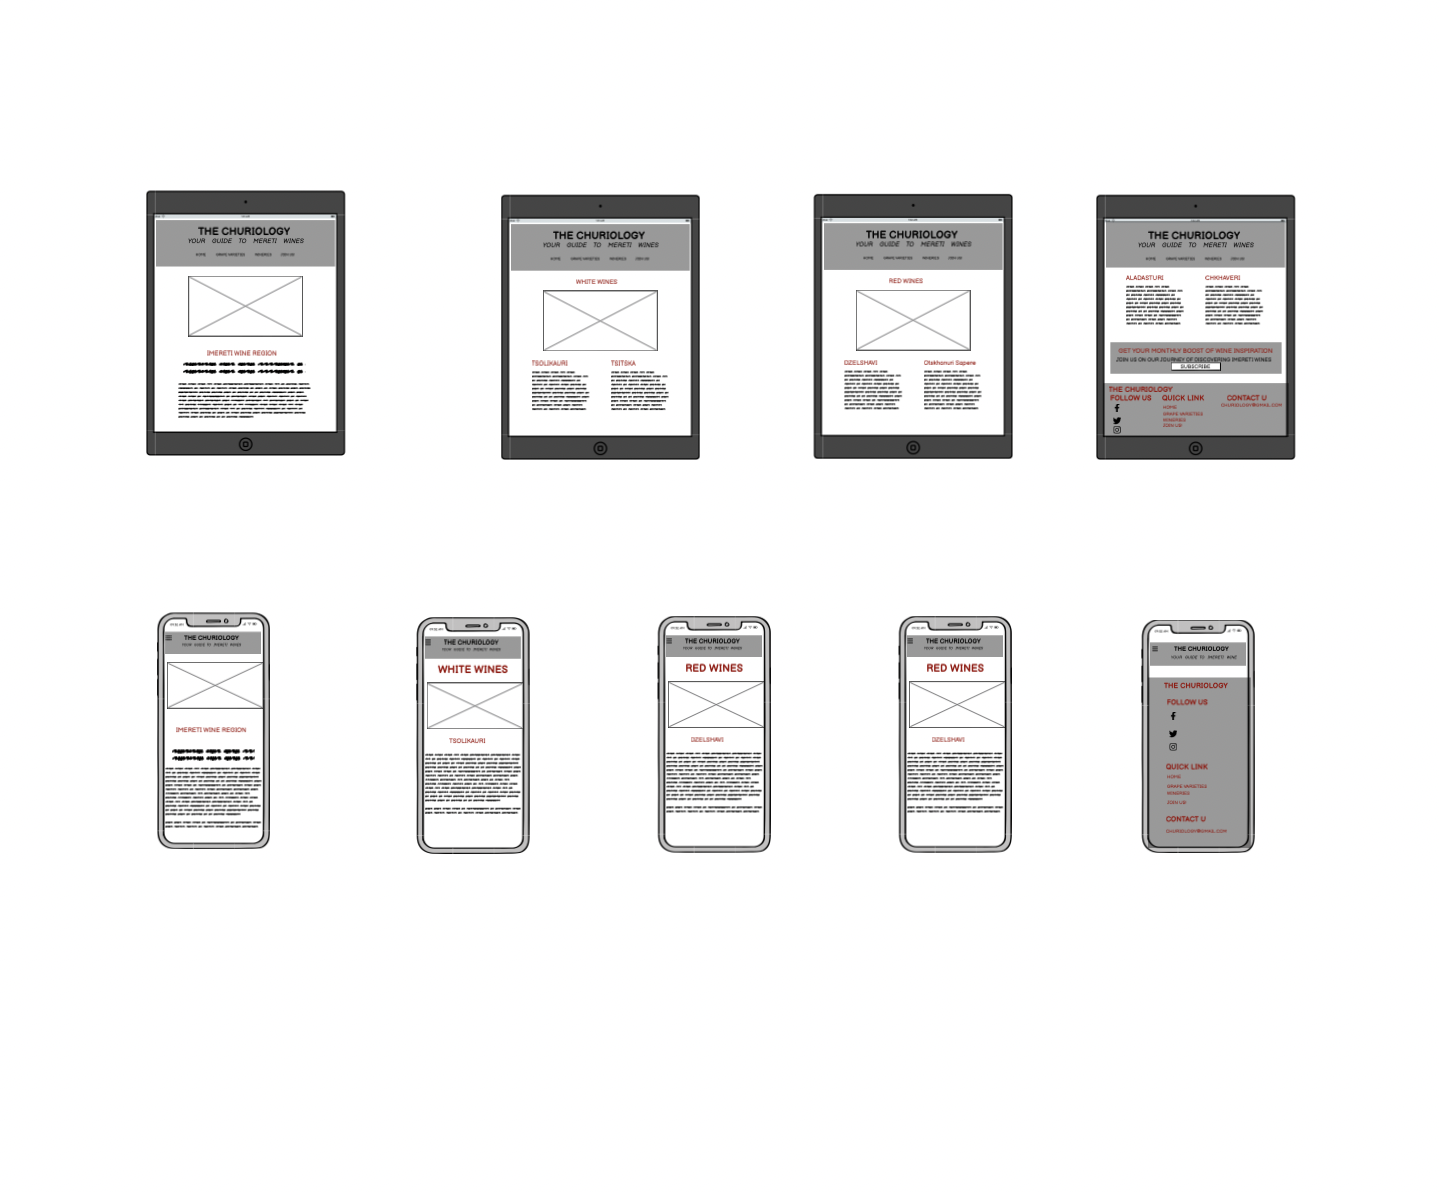 THE CHURIOLOGY
YOUR GUIDE TO MERETI WINES
HOME GRAPE VARIETIES WINERIES JOIN US
IMERETI WINE REGION
THE CHURIOLOGY
YOUR GUIDE TO MERETI WINES
HOME GRAPE VARIETIES WINERIES JOIN US
WHITE WINES
TSOLIKAURI TSITSKA
THE CHURIOLOGY
YOUR GUIDE TO MERETI WINES
HOME GRAPE VARIETIES WINERIES JOIN US
RED WINES
DZELSHAVI Otskhanuri Sapere
THE CHURIOLOGY
YOUR GUIDE TO MERETI WINES
HOME GRAPE VARIETIES WINERIES JOIN US
ALADASTURI CHKHAVERI
GET YOUR MONTHLY BOOST OF WINE INSPIRATION
JOIN US ON OUR JOURNEY OF DISCOVERING IMERETI WINES
SUBSCRIBE
THE CHURIOLOGY
FOLLOW US QUICK LINK CONTACT U
HOME CHURIOLOGY@GMAIL.COM
GRAPE VARIETIES
WINERIES
JOIN US!
THE CHURIOLOGY
YOUR GUIDE TO IMERETI WINES
IMERETI WINE REGION
THE CHURIOLOGY
YOUR GUIDE TO IMERETI WINES
WHITE WINES
TSOLIKAURI
THE CHURIOLOGY
YOUR GUIDE TO IMERETI WINES
RED WINES
DZELSHAVI
THE CHURIOLOGY
YOUR GUIDE TO IMERETI WINES
RED WINES
DZELSHAVI
THE CHURIOLOGY
YOUR GUIDE TO IMERETI WINE
THE CHURIOLOGY
FOLLOW US
QUICK LINK
HOME
GRAPE VARIETIES
WINERIES
JOIN US!
CONTACT U
CHURIOLOGY@GMAIL.COM